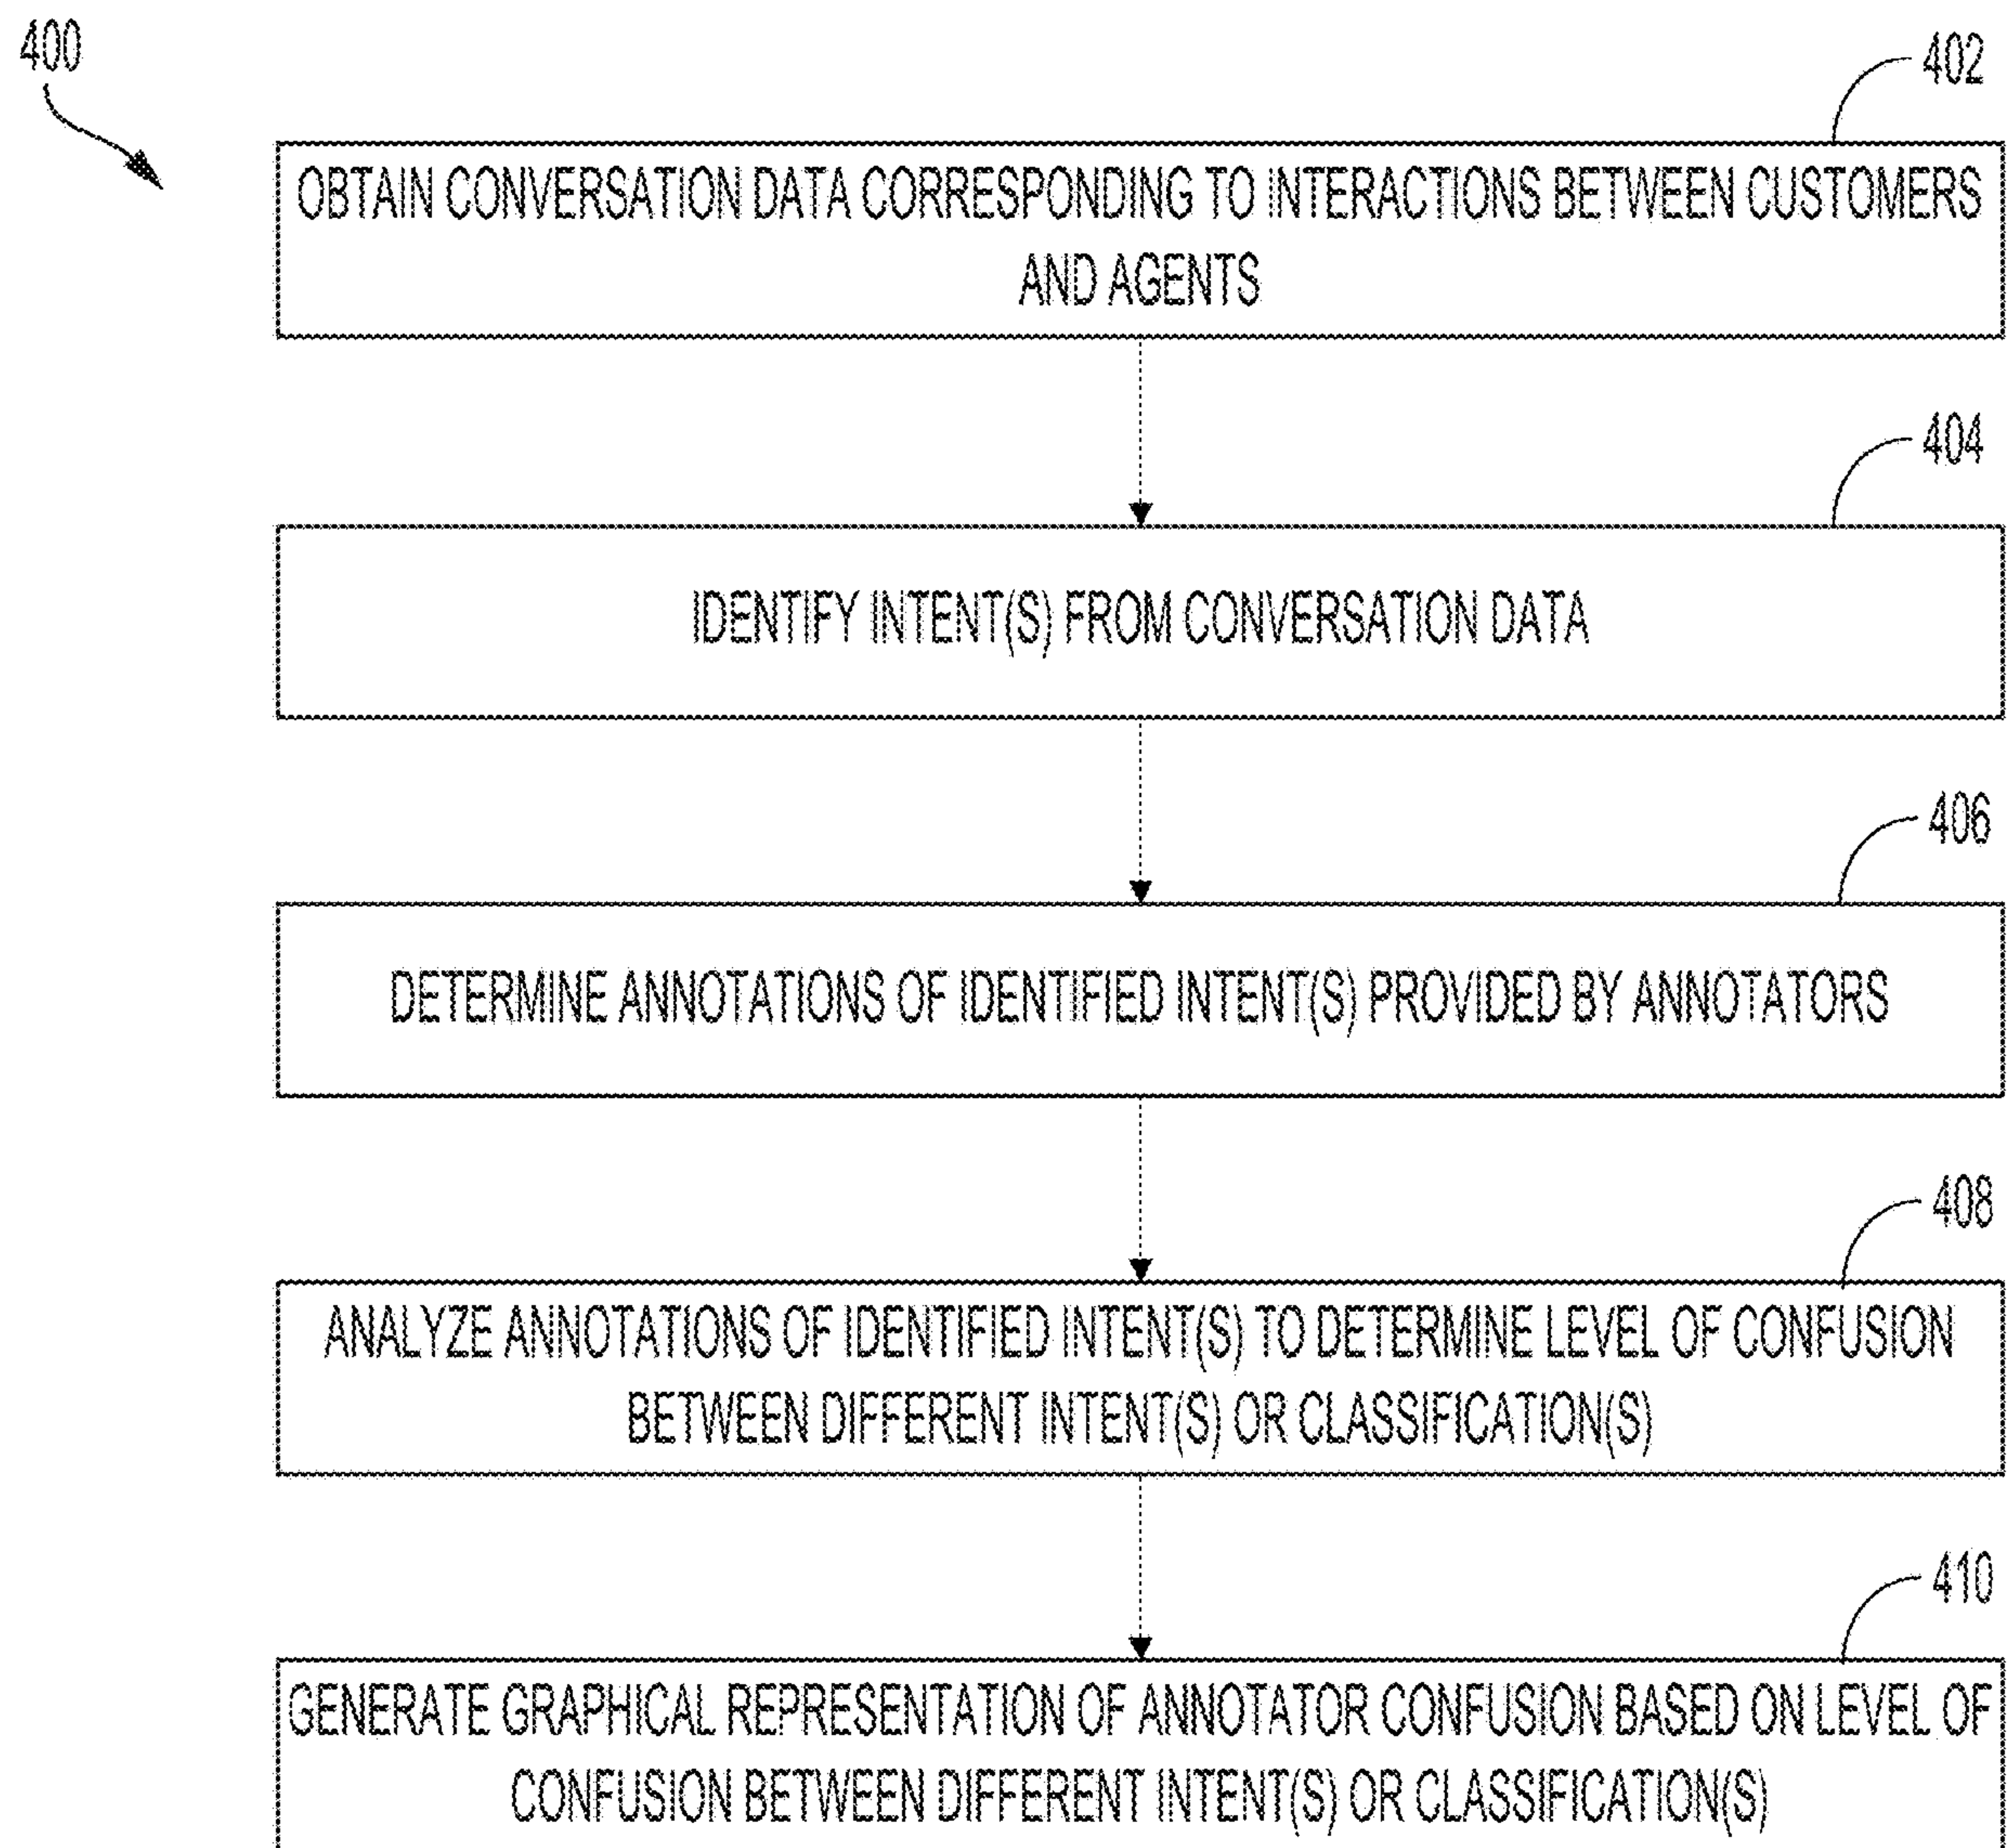 400
402
OBTAIN CONVERSATION DATA CORRESPONDING TO INTERACTIONS BETWEEN CUSTOMERS
AND AGENTS
404
IDENTIFY INTENT(S) FROM CONVERSATION DATA
406
DETERMINE ANNOTATIONS OF IDENTIFIED INTENT(S) PROVIDED BY ANNOTATORS
408
ANALYZE ANNOTATIONS OF IDENTIFIED INTENT(S) TO DETERMINE LEVEL OF CONFUSION
BETWEEN DIFFERENT INTENT(S) OR CLASSIFICATION(S)
410
GENERATE GRAPHICAL REPRESENTATION OF ANNOTATOR CONFUSION BASED ON LEVEL OF
CONFUSION BETWEEN DIFFERENT INTENT(S) OR CLASSIFICATION(S)